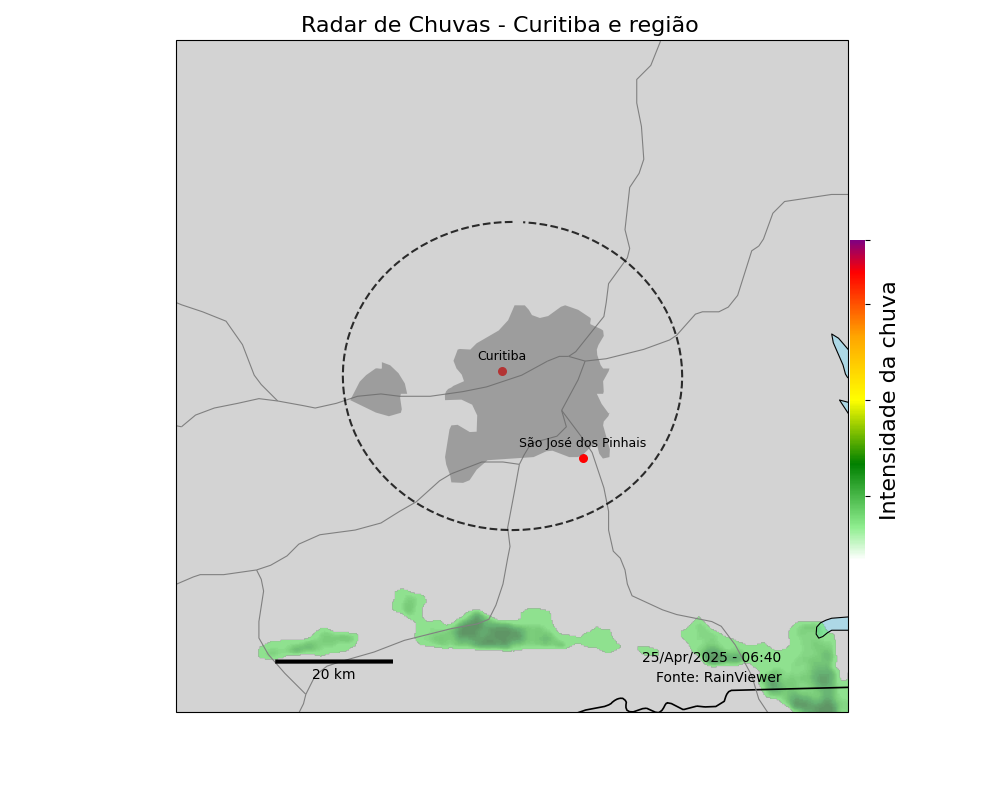 Radar de Chuvas - Curitiba e região
Curitiba
São José dos Pinhais
Intensidade da chuva
25/Apr/2025 - 06:40
20 km
Fonte: RainViewer